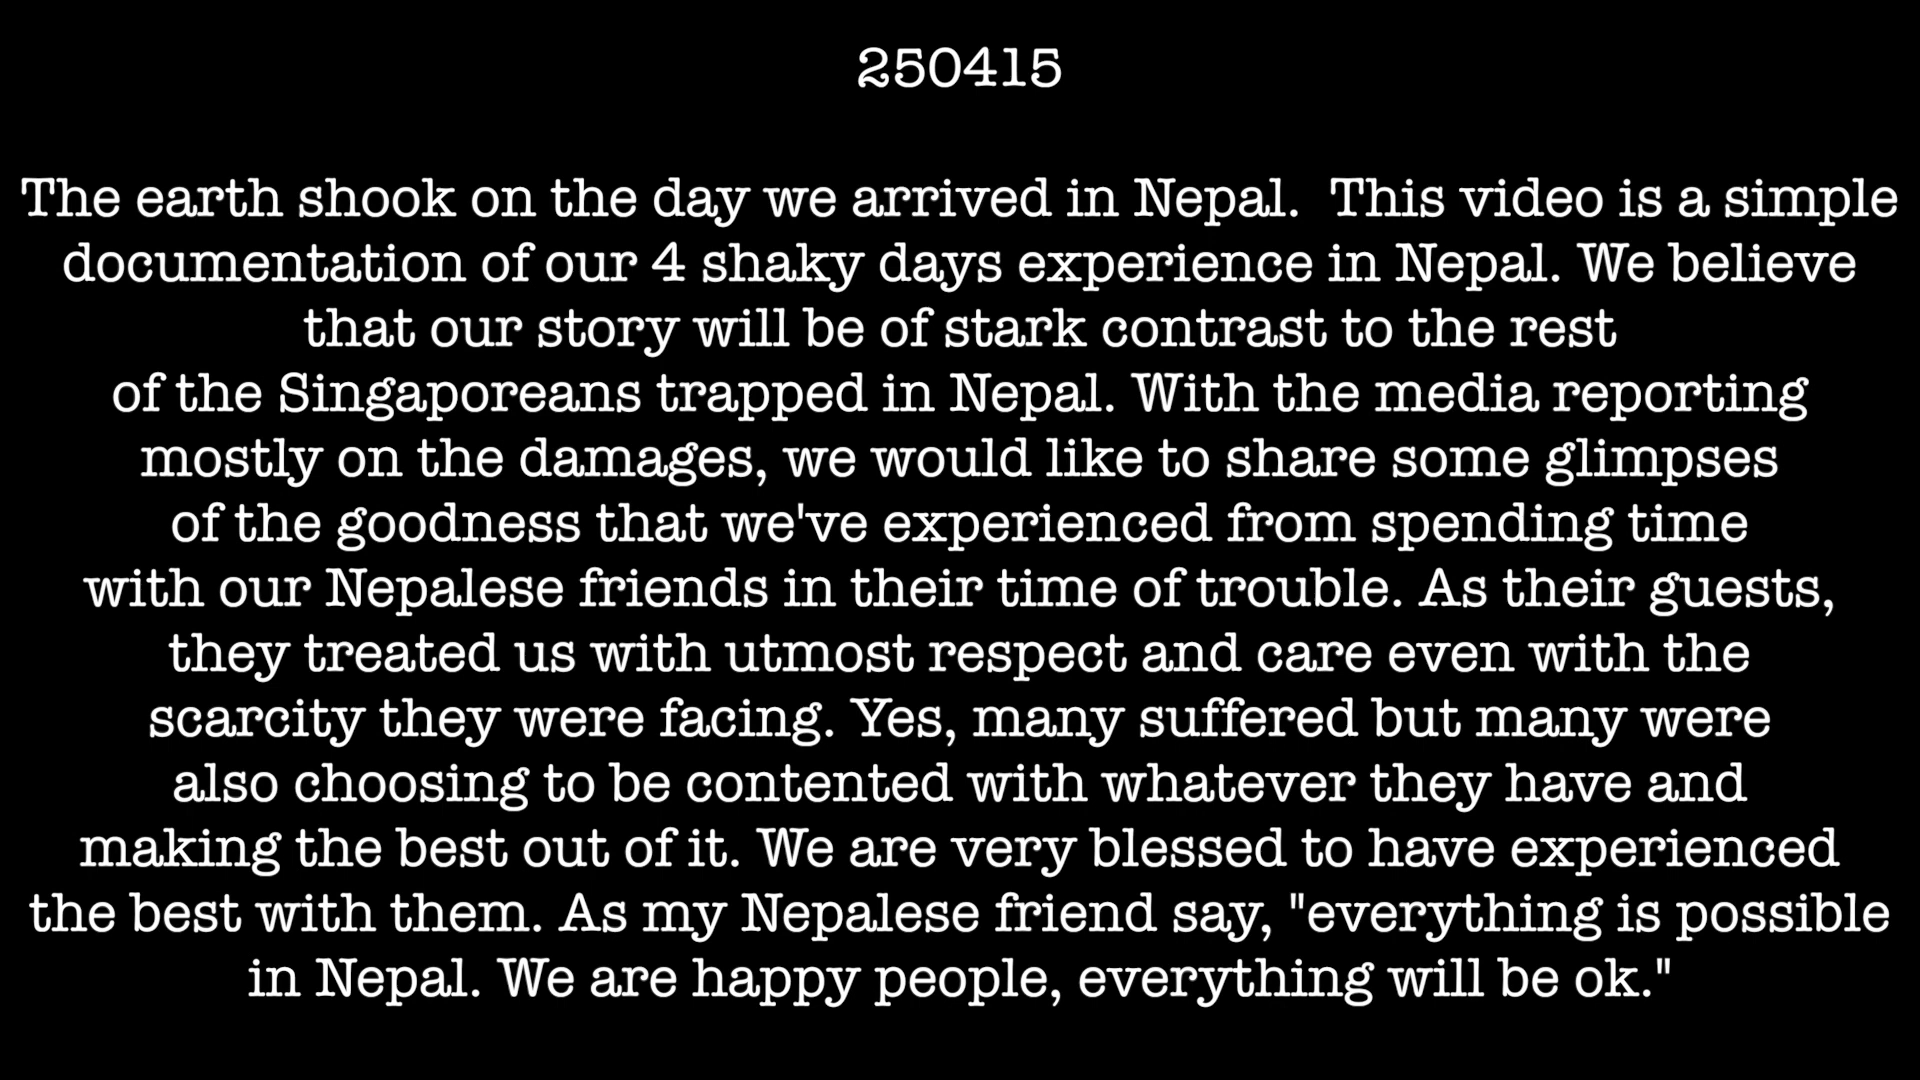 250415
The earth shook on the day we arrived in Nepal.  This video is a simple
documentation of our 4 shaky days experience in Nepal. We believe
that our story will be of stark contrast to the rest
of the Singaporeans trapped in Nepal. With the media reporting
mostly on the damages, we would like to share some glimpses
of the goodness that we've experienced from spending time
with our Nepalese friends in their time of trouble. As their guests,
they treated us with utmost respect and care even with the
scarcity they were facing. Yes, many suffered but many were
also choosing to be contented with whatever they have and
making the best out of it. We are very blessed to have experienced
the best with them. As my Nepalese friend say, "everything is possible
in Nepal. We are happy people, everything will be ok."